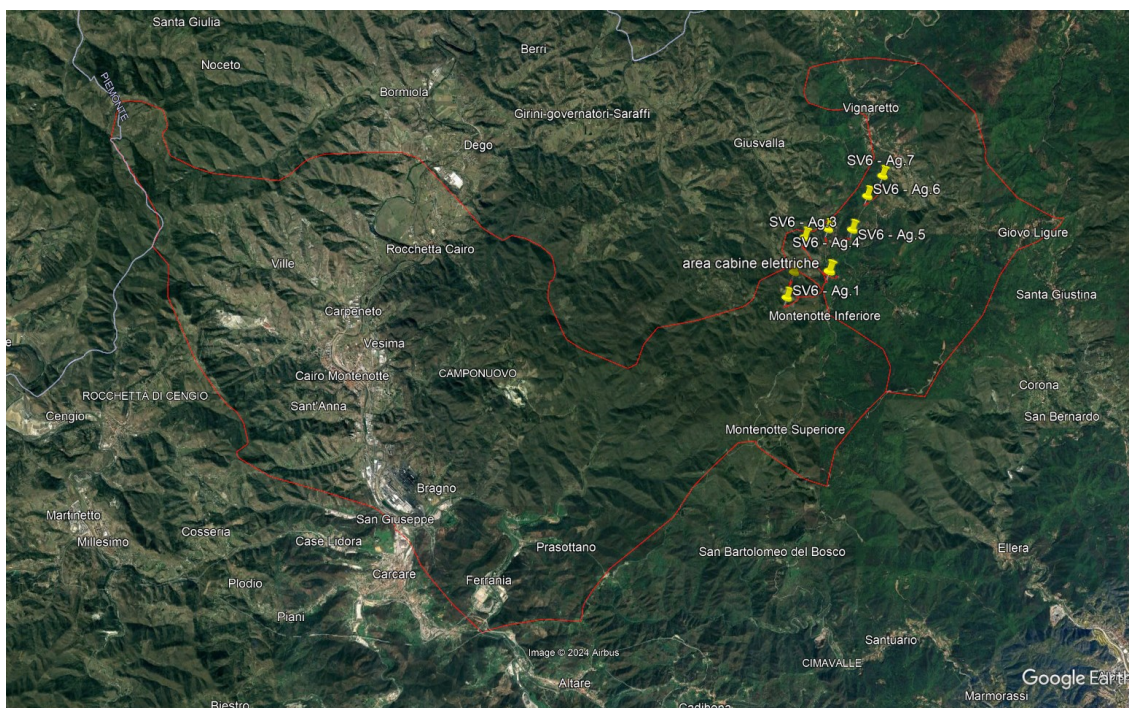 Santa Giulia
Berri
Noceto
PIEMONTE
Bormiola
Girini-governatori-Saraffi
Vignaretto
Dego
Giusvalla
SV6 - Ag.7
SV6 - Ag.6
SV6 - Ag.3
SV6 - Ag.5
SV6 - Ag.4
Giovo Ligure
Rocchetta Cairo
Ville
area cabine elettriche
SV6 - Ag.1
Santa Giustina
Carpeneto
Montenotte Inferiore
Vesima
Cairo Montenotte
CAMPONUOVO
Corona
ROCCHETTA DI CENGIO
Sant'Anna
Cengio
San Bernardo
Montenotte Superiore
Bragno
Martinetto
San Giuseppe
Cosseria
Millesimo
Case Lidora
Prasottano
San Bartolomeo del Bosco
Ellera
Carcare
Ferrania
Plodio
Piani
Santuario
Image © 2024 Airbus
CIMAVALLE
Altare
Google Earth
Marmorassi
Biestro
Cadibona